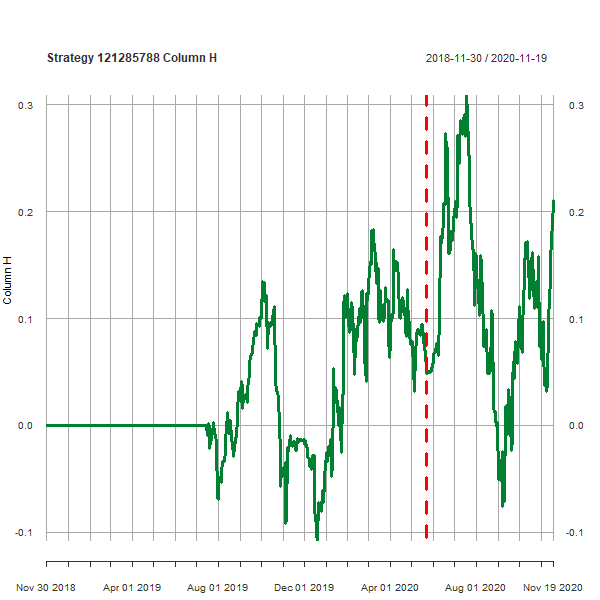 Strategy 121285788 Column H 2018-11-30 / 2020-11-19
0.3 0.3
0.2 0.2
Column H
0.1 0.1
0.0 0.0
-0.1 -0.1
Nov 30 2018 Apr 01 2019 Aug 01 2019 Dec 01 2019 Apr 01 2020 Aug 01 2020 Nov 19 2020